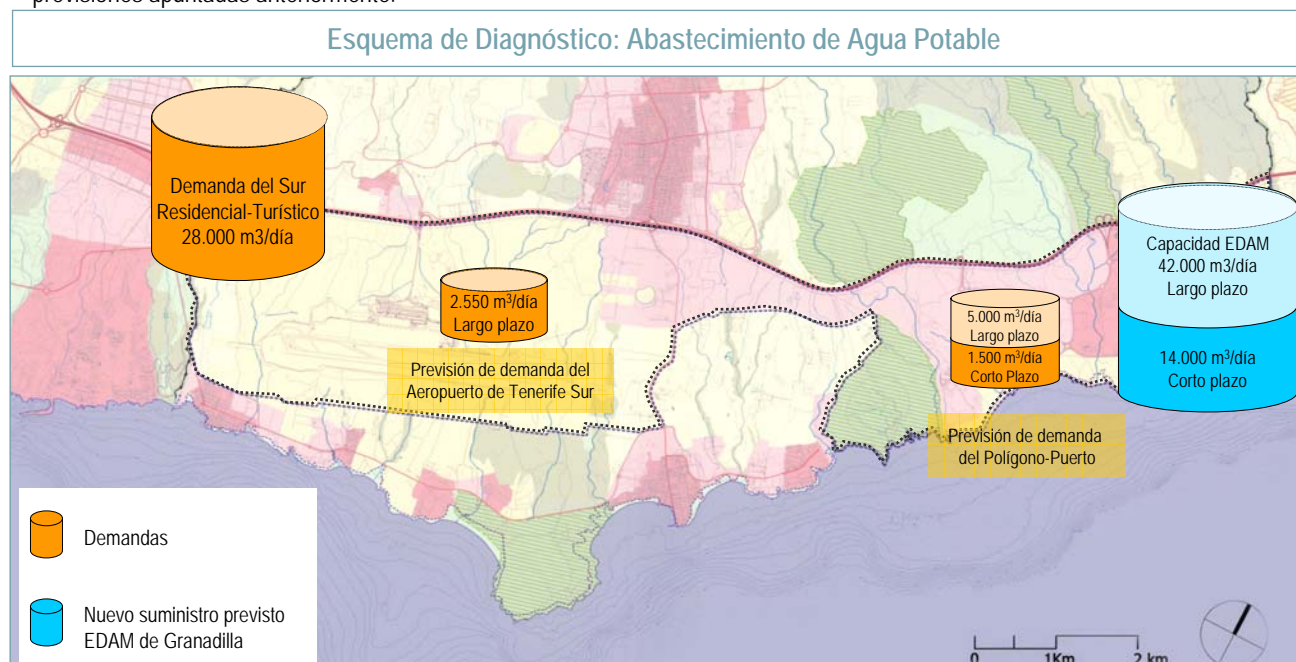 previsiones apuntadas anteriormente.
Esquema de Diagnóstico: Abastecimiento de Agua Potable
Demanda del Sur
Residencial-Turístico
28.000 m3/día
2.550 m³/día
Largo plazo
Previsión de demanda del
Aeropuerto de Tenerife Sur
5.000 m³/día
Largo plazo
1.500 m³/día
Corto Plazo
Previsión de demanda
del Polígono-Puerto
Capacidad EDAM
42.000 m3/día
Largo plazo
14.000 m³/día
Corto plazo
Demandas
Nuevo suministro previsto
EDAM de Granadilla
0 1Km 2 km